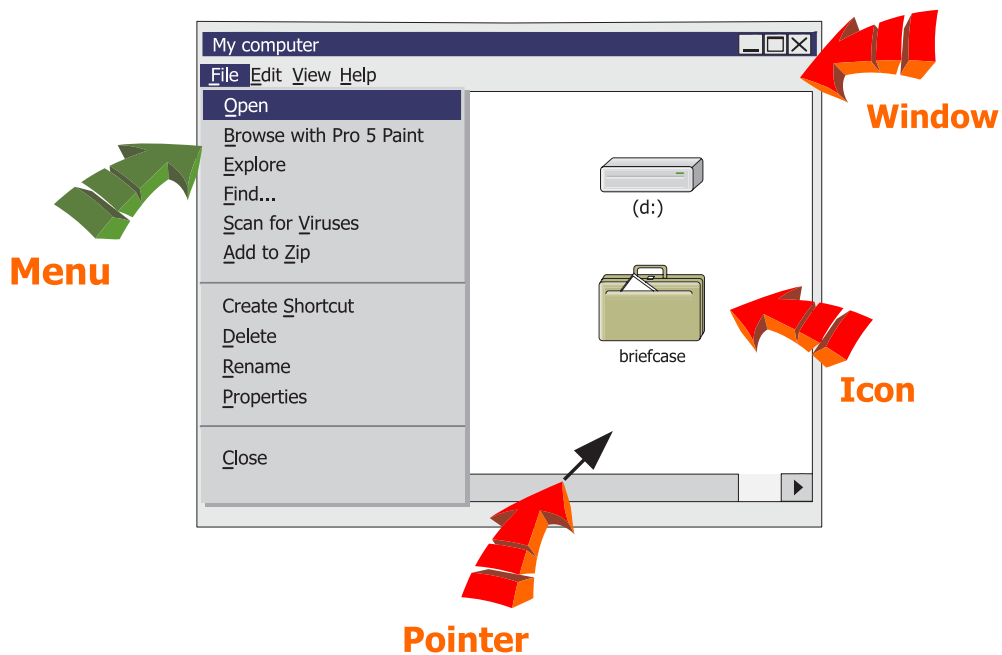 My computer
File Edit View Help
Window
Open
Browse with Pro 5 Paint
Explore
Find...
Scan for Viruses
Add to Zip
Create Shortcut
Delete
Rename
Properties
Close
(d:)
briefcase
Menu
Icon
Pointer